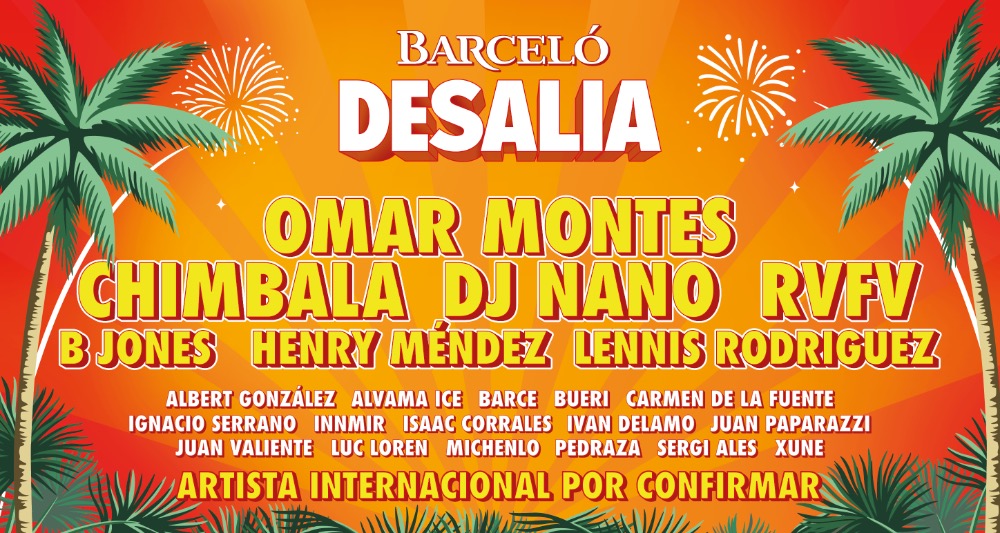 BARCELÓ
DESALIA
OMAR MONTES
CHIMBALA DJ NANO RVFV
B JONES HENRY MÉNDEZ LENNIS RODRIGUEZ
ALBERT GONZÁLEZ ALVAMA ICE BARCE BUERI CARMEN DE LA FUENTE
IGNACIO SERRANO INNMIR ISAAC CORRALES IVAN DELAMO JUAN PAPARAZZI
JUAN VALIENTE LUC LOREN MICHENLO PEDRAZA SERGI ALES XUNE
ARTISTA INTERNACIONAL POR CONFIRMAR